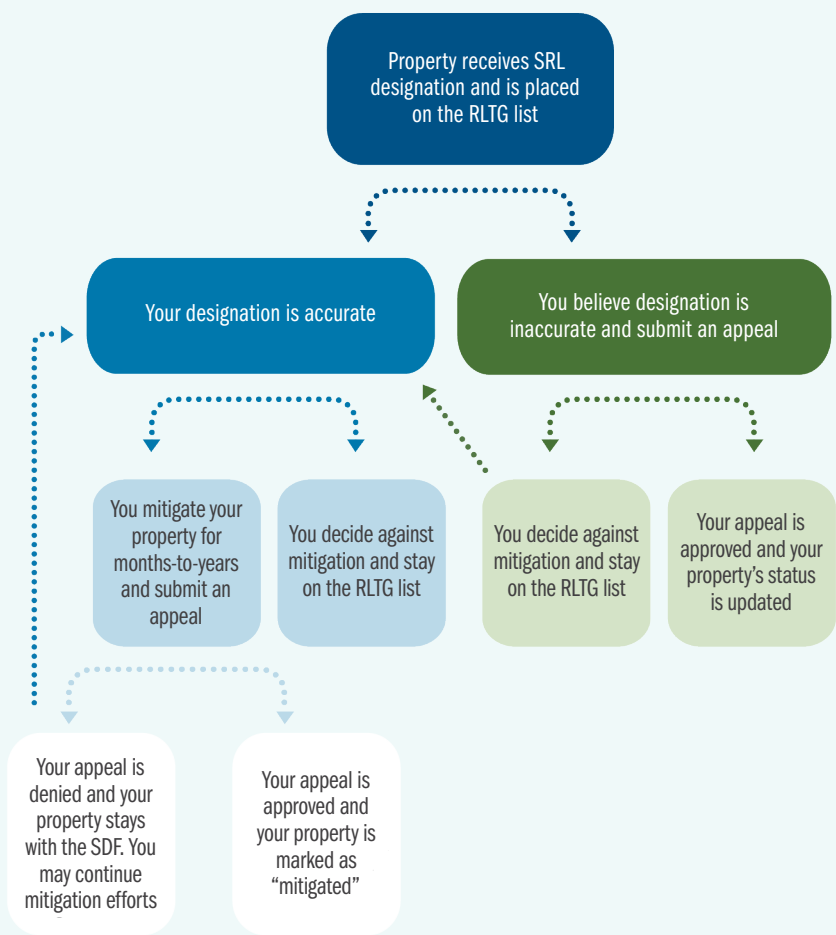 Property receives SRL
designation and is placed
on the RLTG list
Your designation is accurate
You believe designation is
inaccurate and submit an appeal
You mitigate your
property for
months-to-years
and submit an
appeal
You decide against
mitigation and stay
on the RLTG list
You decide against
mitigation and stay
on the RLTG list
Your appeal is
approved and your
property's status
is updated
Your appeal is
denied and your
property stays
with the SDF. You
may continue
mitigation efforts
Your appeal is
approved and
your property is
marked as
“mitigated”